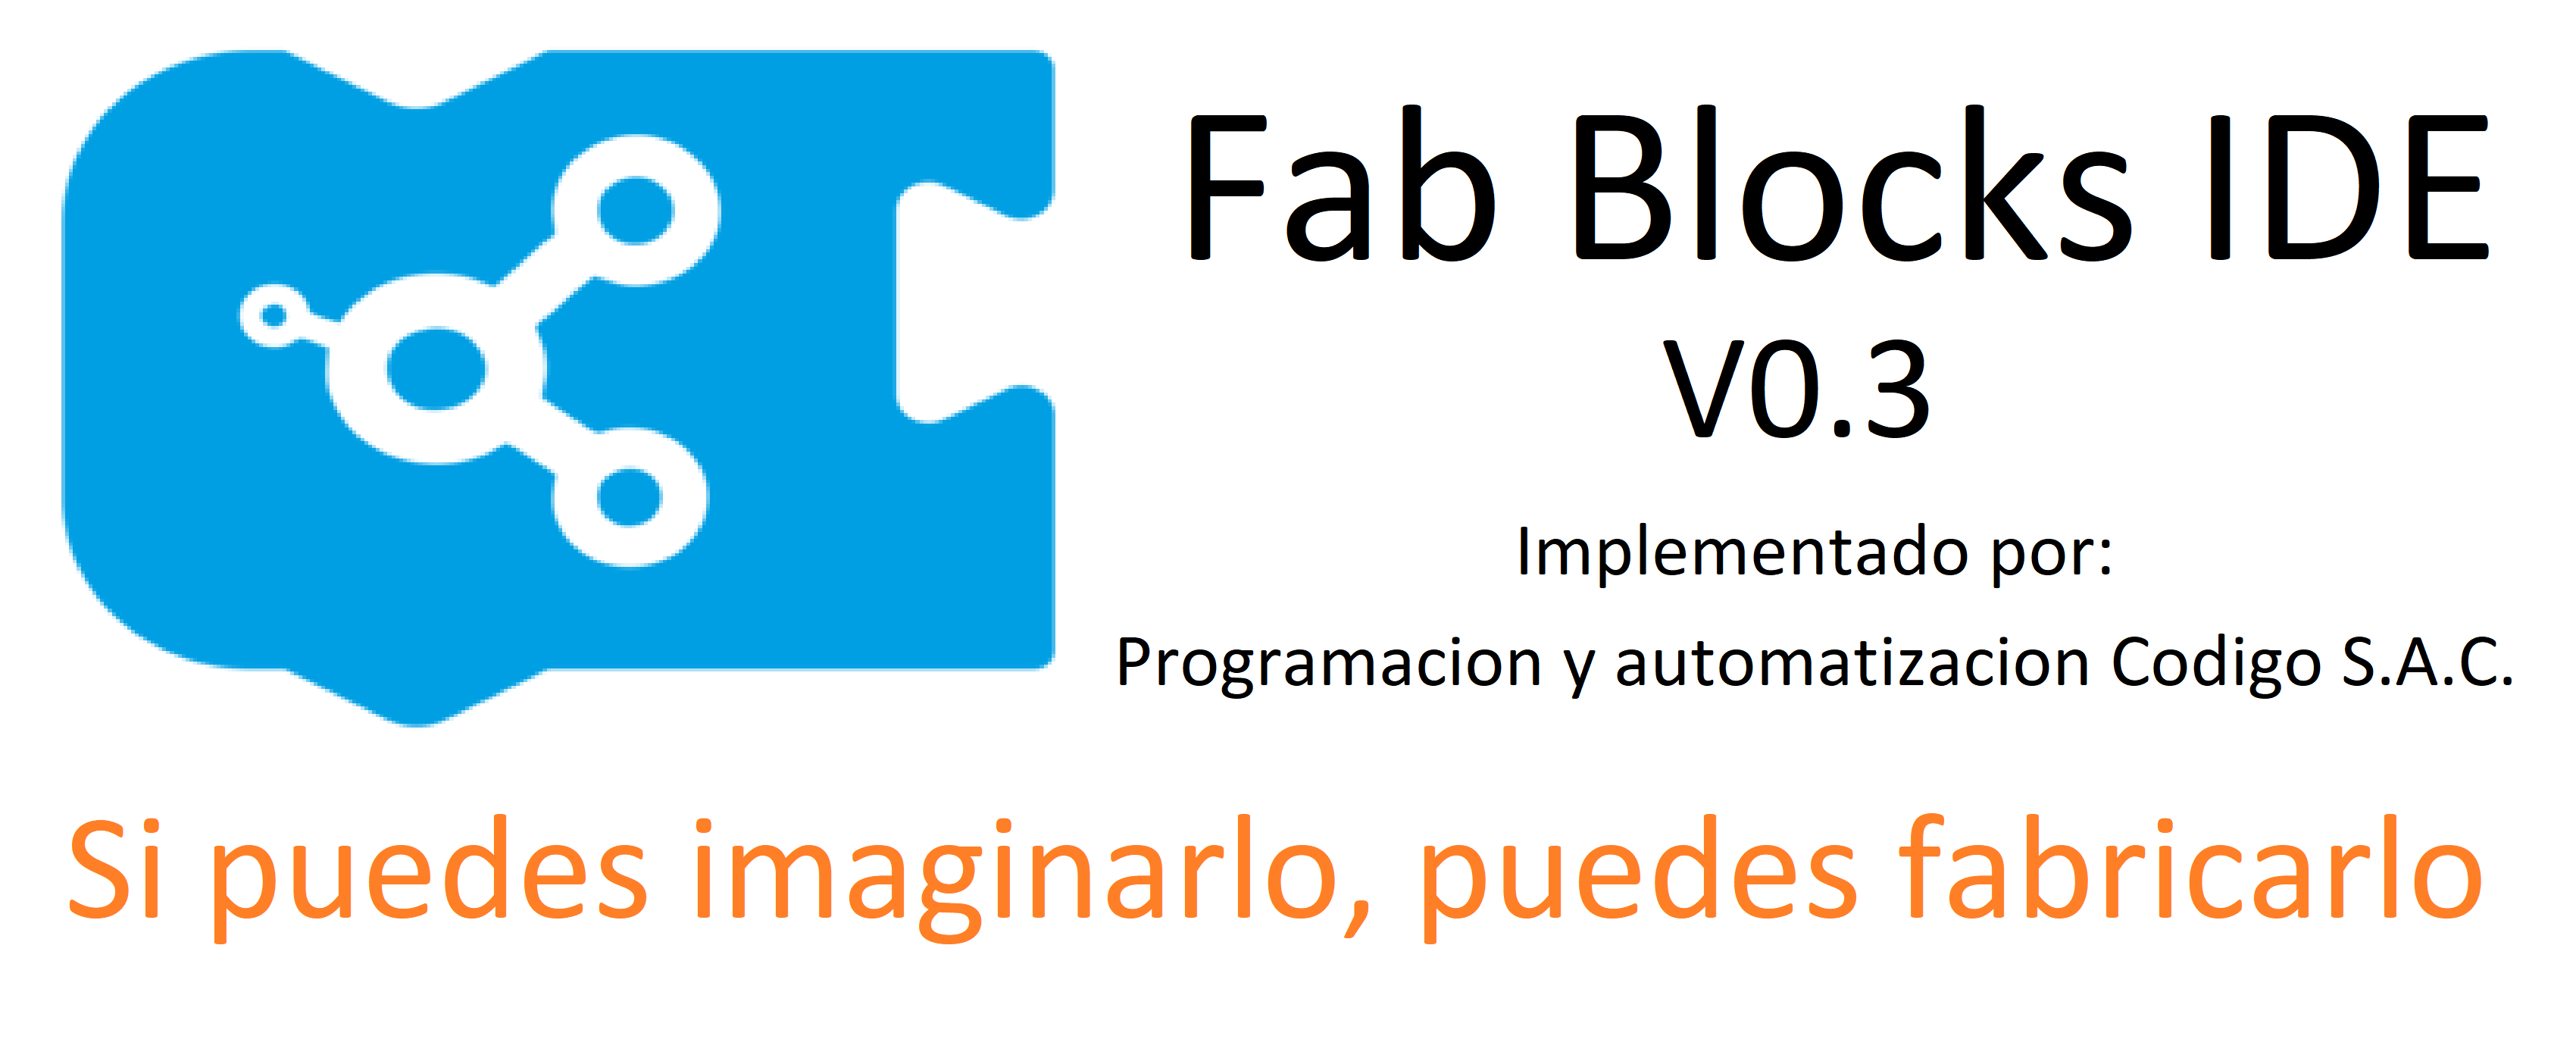 Fab Blocks IDE
V0.3
Implementado por:
Programacion y automatizacion Codigo S.A.C.
Si puedes imaginarlo, puedes fabricarlo